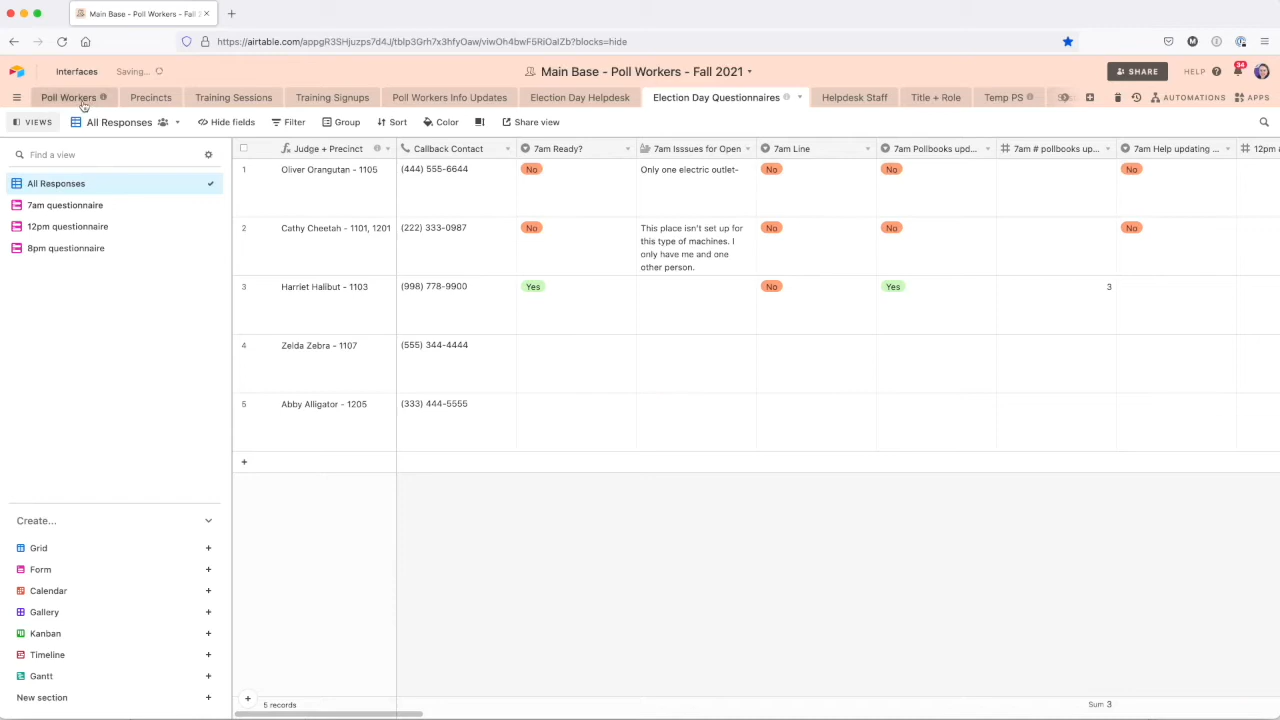 Main Base - Poll Workers - Fall 2
https://airtable.com/appgR3SHjuzps7d4J/tblp3Grh7x3hfyOaw/viwOh4bwF5RiOalZb?blocks=hide
Interfaces Saving... Main Base - Poll Workers - Fall 2021 SHARE HELP 34
Poll Workers Precincts Training Sessions Training Signups Poll Workers Info Updates Election Day Helpdesk Election Day Questionnaires Helpdesk Staff Title + Role Temp PS AUTOMATIONS APPS
VIEWS All Responses Hide fields Filter Group Sort Color Share view
Find a view
Judge + Precinct Callback Contact 7am Ready? 7am Isssues for Open 7am Line 7am Pollbooks upd... 7am # pollbooks up... 7am Help updating ... 12pm
All Responses
7am questionnaire
12pm questionnaire
8pm questionnaire
1 Oliver Orangutan - 1105 (444) 555-6644 No Only one electric outlet- No No No
2 Cathy Cheetah - 1101, 1201 (222) 333-0987 No This place isn't set up for No No No
this type of machines. I
only have me and one
other person.
3 Harriet Halibut - 1103 (998) 778-9900 Yes No Yes 3
4 Zelda Zebra - 1107 (555) 344-4444
5 Abby Alligator - 1205 (333) 444-5555
+
Create...
Grid +
Form +
Calendar +
Gallery +
Kanban +
Timeline +
Gantt +
New section +
+ 5 records Sum 3